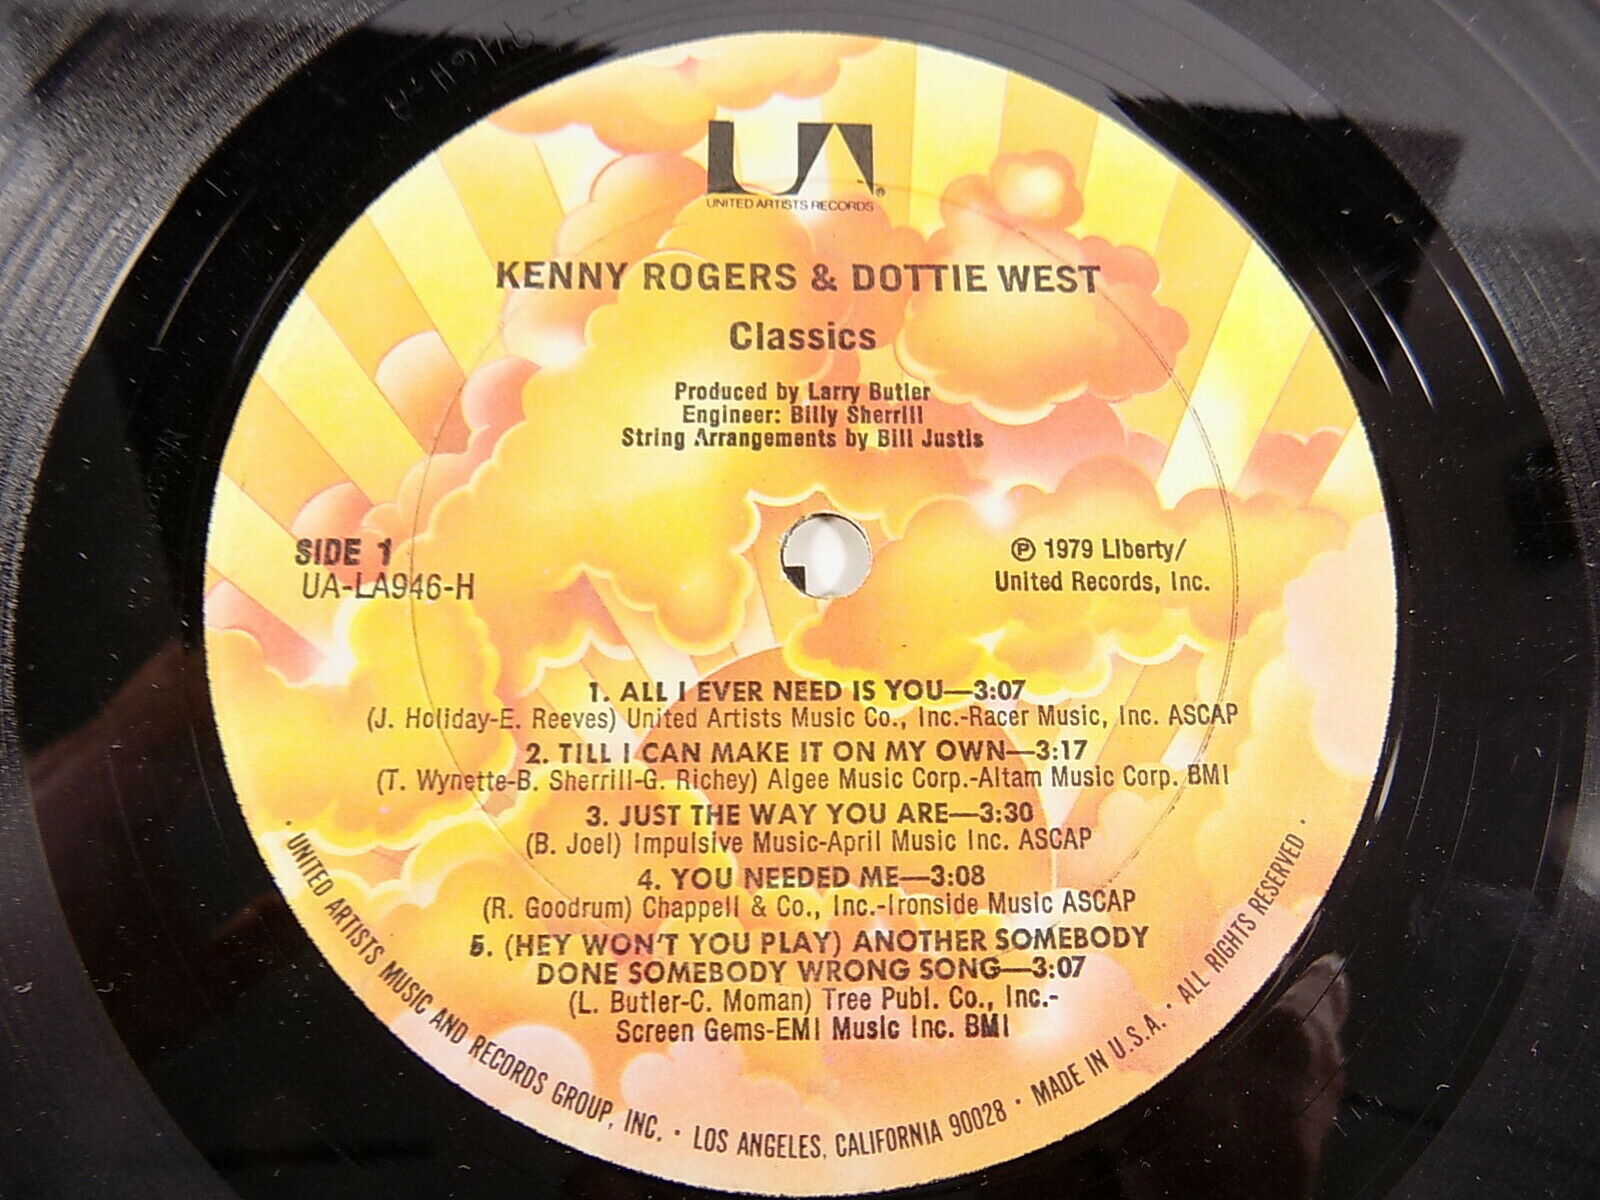 UA®
UNITED ARTISTS RECORDS
KENNY ROGERS & DOTTIE WEST
Classics
Produced by Larry Butler
Engineer: Billy Sherrill
String Arrangements by Bill Justis
SIDE 1
UA-LA946-H
℗ 1979 Liberty/
United Records, Inc.
1. ALL I EVER NEED IS YOU—3:07
(J. Holiday-E. Reeves) United Artists Music Co., Inc.-Racer Music, Inc. ASCAP
2. TILL I CAN MAKE IT ON MY OWN—3:17
(T. Wynette-B. Sherrill-G. Richey) Algee Music Corp.-Altam Music Corp. BMI
3. JUST THE WAY YOU ARE—3:30
(B. Joel) Impulsive Music-April Music Inc. ASCAP
4. YOU NEEDED ME—3:08
(R. Goodrum) Chappell & Co., Inc.-Ironside Music ASCAP
5. (HEY WON'T YOU PLAY) ANOTHER SOMEBODY
DONE SOMEBODY WRONG SONG—3:07
(L. Butler-C. Moman) Tree Publ. Co., Inc.-
Screen Gems-EMI Music Inc. BMI
· UNITED ARTISTS MUSIC AND RECORDS GROUP, INC. · LOS ANGELES, CALIFORNIA 90028 · MADE IN U.S.A. · ALL RIGHTS RESERVED ·